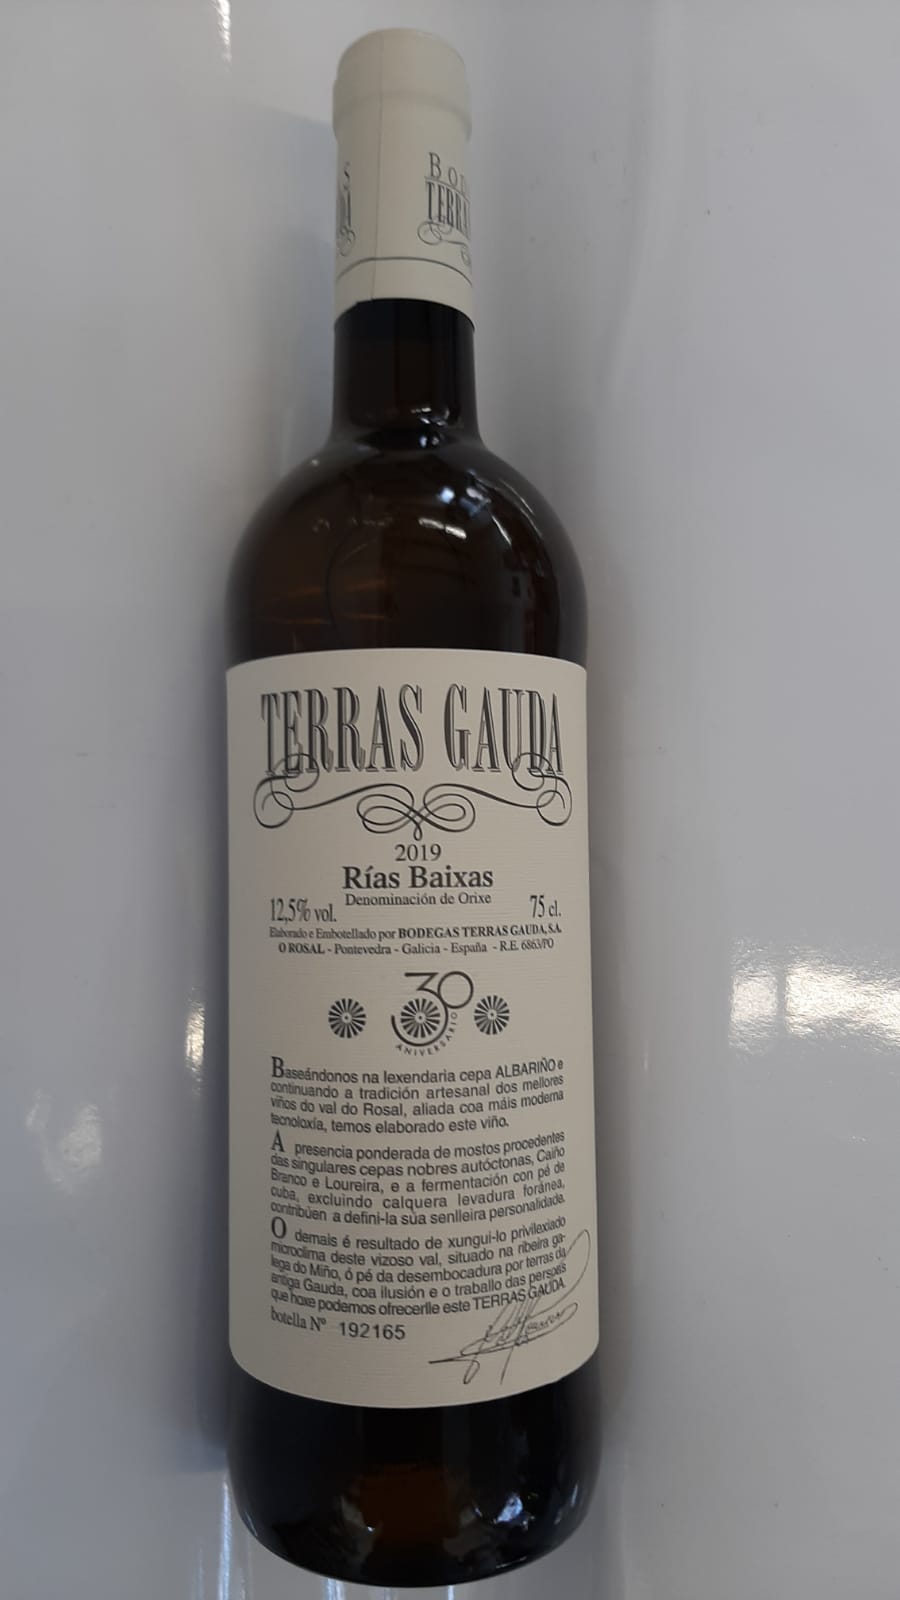 BOD
TERRA
TERRAS GAUDA
2019
Rías Baixas
Denominación de Orixe
12,5% vol.
75 cl.
Elaborado e Embotellado por BODEGAS TERRAS GAUDA, S.A.
O ROSAL - Pontevedra - Galicia - España - R.E. 6863/PO
30
ANIVERSARIO
Baseándonos na lexendaria cepa ALBARIÑO e
continuando a tradición artesanal dos mellores
viños do val do Rosal, aliada coa máis moderna
tecnoloxía, temos elaborado este viño.
A presencia ponderada de mostos procedentes
das singulares cepas nobres autóctonas, Caiño
Branco e Loureira, e a fermentación con pé de
cuba, excluindo calquera levadura foránea,
contribúen a defini-la súa senlleira personalidade.
O demais é resultado de xungui-lo privilexiado
microclima deste vizoso val, situado na ribeira ga-
lega do Miño, ó pé da desembocadura por terras da
antiga Gauda, coa ilusión e o traballo das persoas
que hoxe podemos ofrecerlle este TERRAS GAUDA.
botella Nº 192165